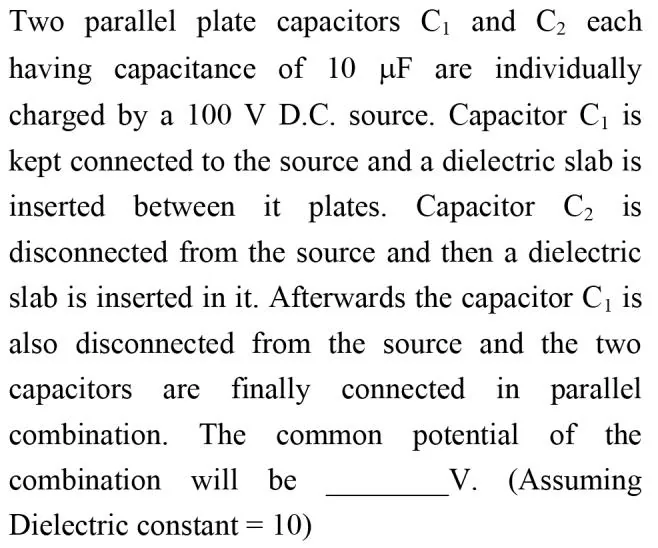 Two parallel plate capacitors C₁ and C₂ each
having capacitance of 10 μF are individually
charged by a 100 V D.C. source. Capacitor C₁ is
kept connected to the source and a dielectric slab is
inserted between it plates. Capacitor C₂ is
disconnected from the source and then a dielectric
slab is inserted in it. Afterwards the capacitor C₁ is
also disconnected from the source and the two
capacitors are finally connected in parallel
combination. The common potential of the
combination will be ________V. (Assuming
Dielectric constant = 10)